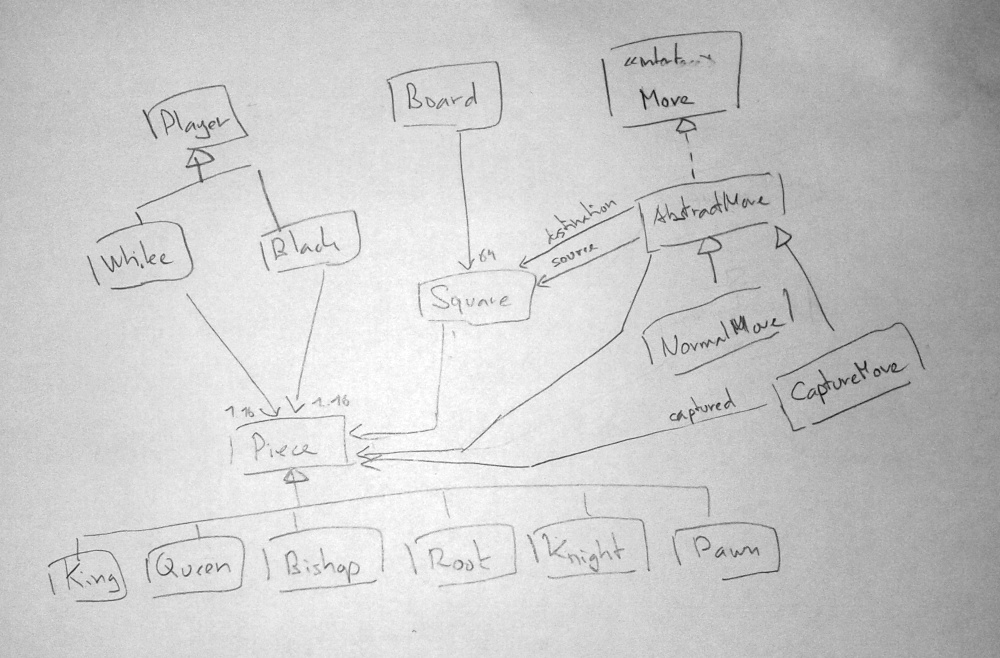 «interface»
Move
Board
Player
AbstractMove
destination
source
White
Black
64
Square
NormalMove
CaptureMove
captured
1..16
1..16
Piece
King
Queen
Bishop
Root
Knight
Pawn